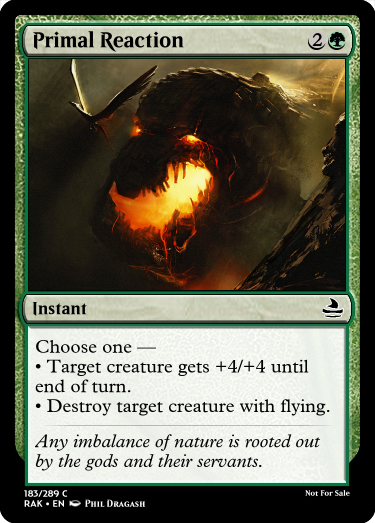 Primal Reaction 2
Instant
Choose one —
• Target creature gets +4/+4 until
end of turn.
• Destroy target creature with flying.
Any imbalance of nature is rooted out
by the gods and their servants.
183/289 C Not For Sale
RAK • EN Phil Dragash